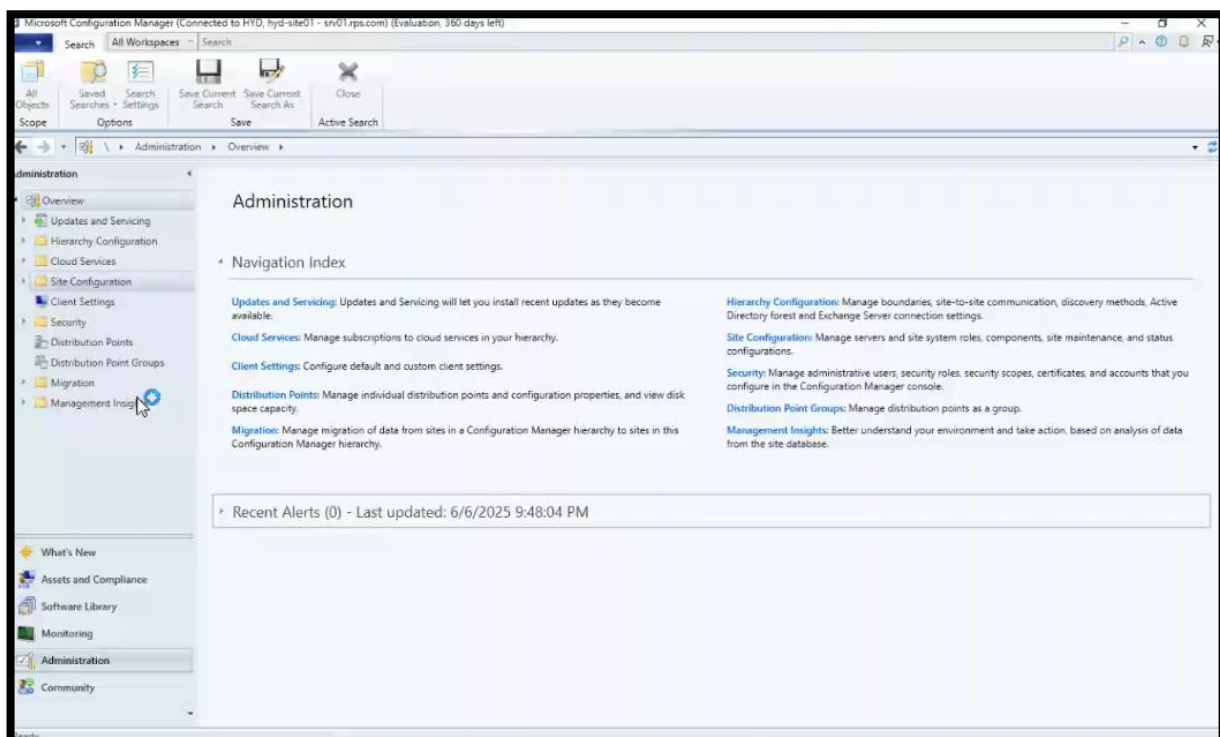 Microsoft Configuration Manager (Connected to HYD, hyd-site01 - srv01.rps.com) (Evaluation, 360 days left)
Search All Workspaces Search
All Objects
Saved Searches
Search Settings
Save Current Search
Save Current Search As
Close
Scope Options Save Active Search
\ Administration Overview
dministration
Overview
Updates and Servicing
Hierarchy Configuration
Cloud Services
Site Configuration
Client Settings
Security
Distribution Points
Distribution Point Groups
Migration
Management Insig
What's New
Assets and Compliance
Software Library
Monitoring
Administration
Community
Administration
Navigation Index
Updates and Servicing: Updates and Servicing will let you install recent updates as they become
available.
Cloud Services: Manage subscriptions to cloud services in your hierarchy.
Client Settings: Configure default and custom client settings.
Distribution Points: Manage individual distribution points and configuration properties, and view disk
space capacity.
Migration: Manage migration of data from sites in a Configuration Manager hierarchy to sites in this
Configuration Manager hierarchy.
Hierarchy Configuration: Manage boundaries, site-to-site communication, discovery methods, Active
Directory forest and Exchange Server connection settings.
Site Configuration: Manage servers and site system roles, components, site maintenance, and status
configurations.
Security: Manage administrative users, security roles, security scopes, certificates, and accounts that you
configure in the Configuration Manager console.
Distribution Point Groups: Manage distribution points as a group.
Management Insights: Better understand your environment and take action, based on analysis of data
from the site database.
Recent Alerts (0) - Last updated: 6/6/2025 9:48:04 PM